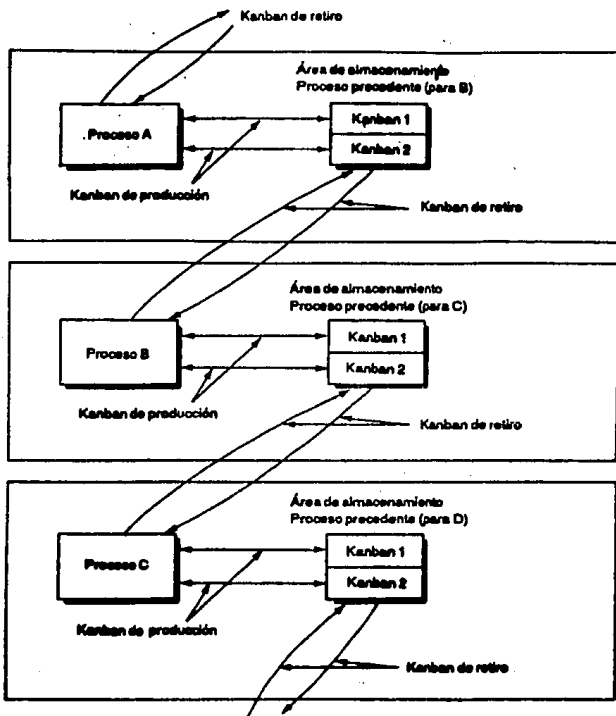 Kanban de retiro
Área de almacenamiento
Proceso precedente (para B)
Proceso A
Kanban 1
Kanban 2
Kanban de producción
Kanban de retiro
Área de almacenamiento
Proceso precedente (para C)
Proceso B
Kanban 1
Kanban 2
Kanban de producción
Kanban de retiro
Área de almacenamiento
Proceso precedente (para D)
Proceso C
Kanban 1
Kanban 2
Kanban de producción
Kanban de retiro